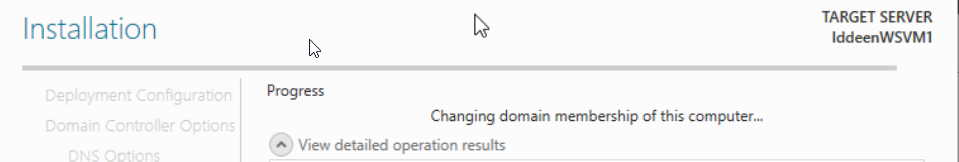 Installation
TARGET SERVER
IddeenWSVM1
Deployment Configuration
Domain Controller Options
DNS Options
Progress
Changing domain membership of this computer...
View detailed operation results